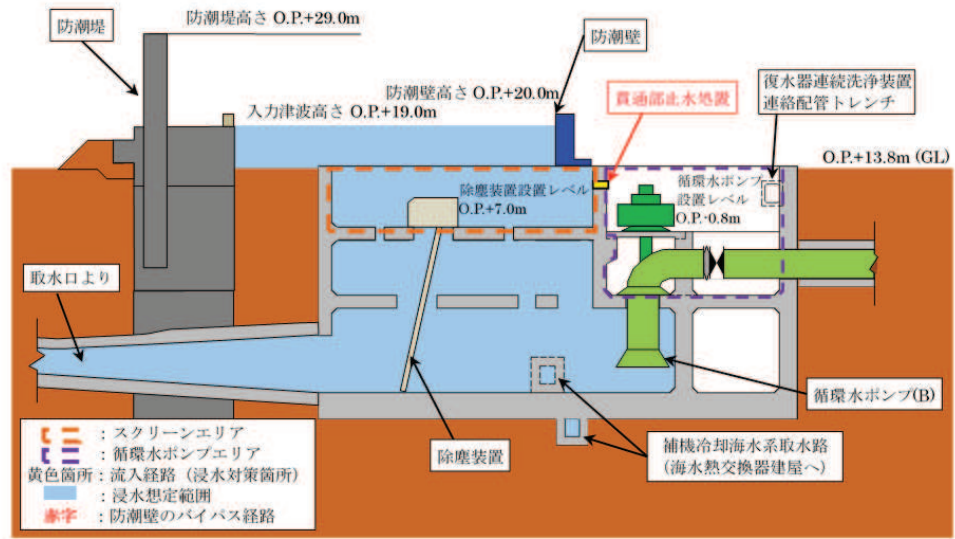 防潮堤
防潮堤高さ O.P.+29.0m
防潮壁
防潮壁高さ O.P.+20.0m
入力津波高さ O.P.+19.0m
貫通部止水処置
復水器連続洗浄装置
連絡配管トレンチ
O.P.+13.8m (GL)
除塵装置設置レベル
O.P.+7.0m
循環水ポンプ
設置レベル
O.P.-0.8m
取水口より
循環水ポンプ(B)
除塵装置
補機冷却海水系取水路
(海水熱交換器建屋へ)
：スクリーンエリア
：循環水ポンプエリア
黄色箇所：流入経路（浸水対策箇所）
：浸水想定範囲
赤字：防潮壁のバイパス経路